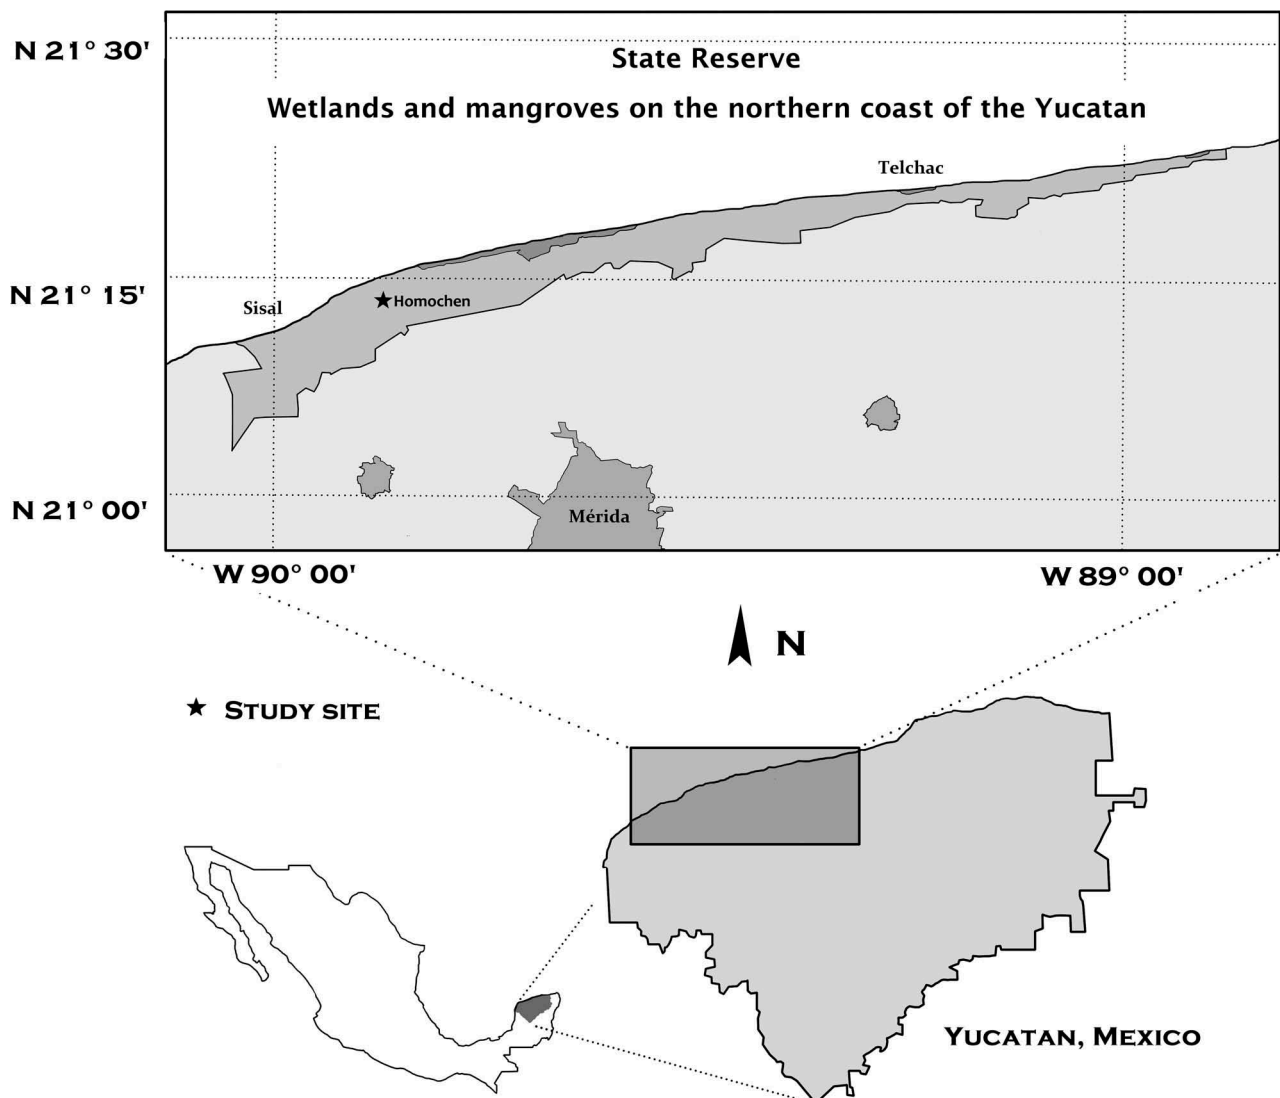 N 21° 30'
State Reserve
Wetlands and mangroves on the northern coast of the Yucatan
Telchac
N 21° 15'
Sisal
★Homochen
N 21° 00'
Mérida
W 90° 00'
W 89° 00'
N
★ STUDY SITE
YUCATAN, MEXICO